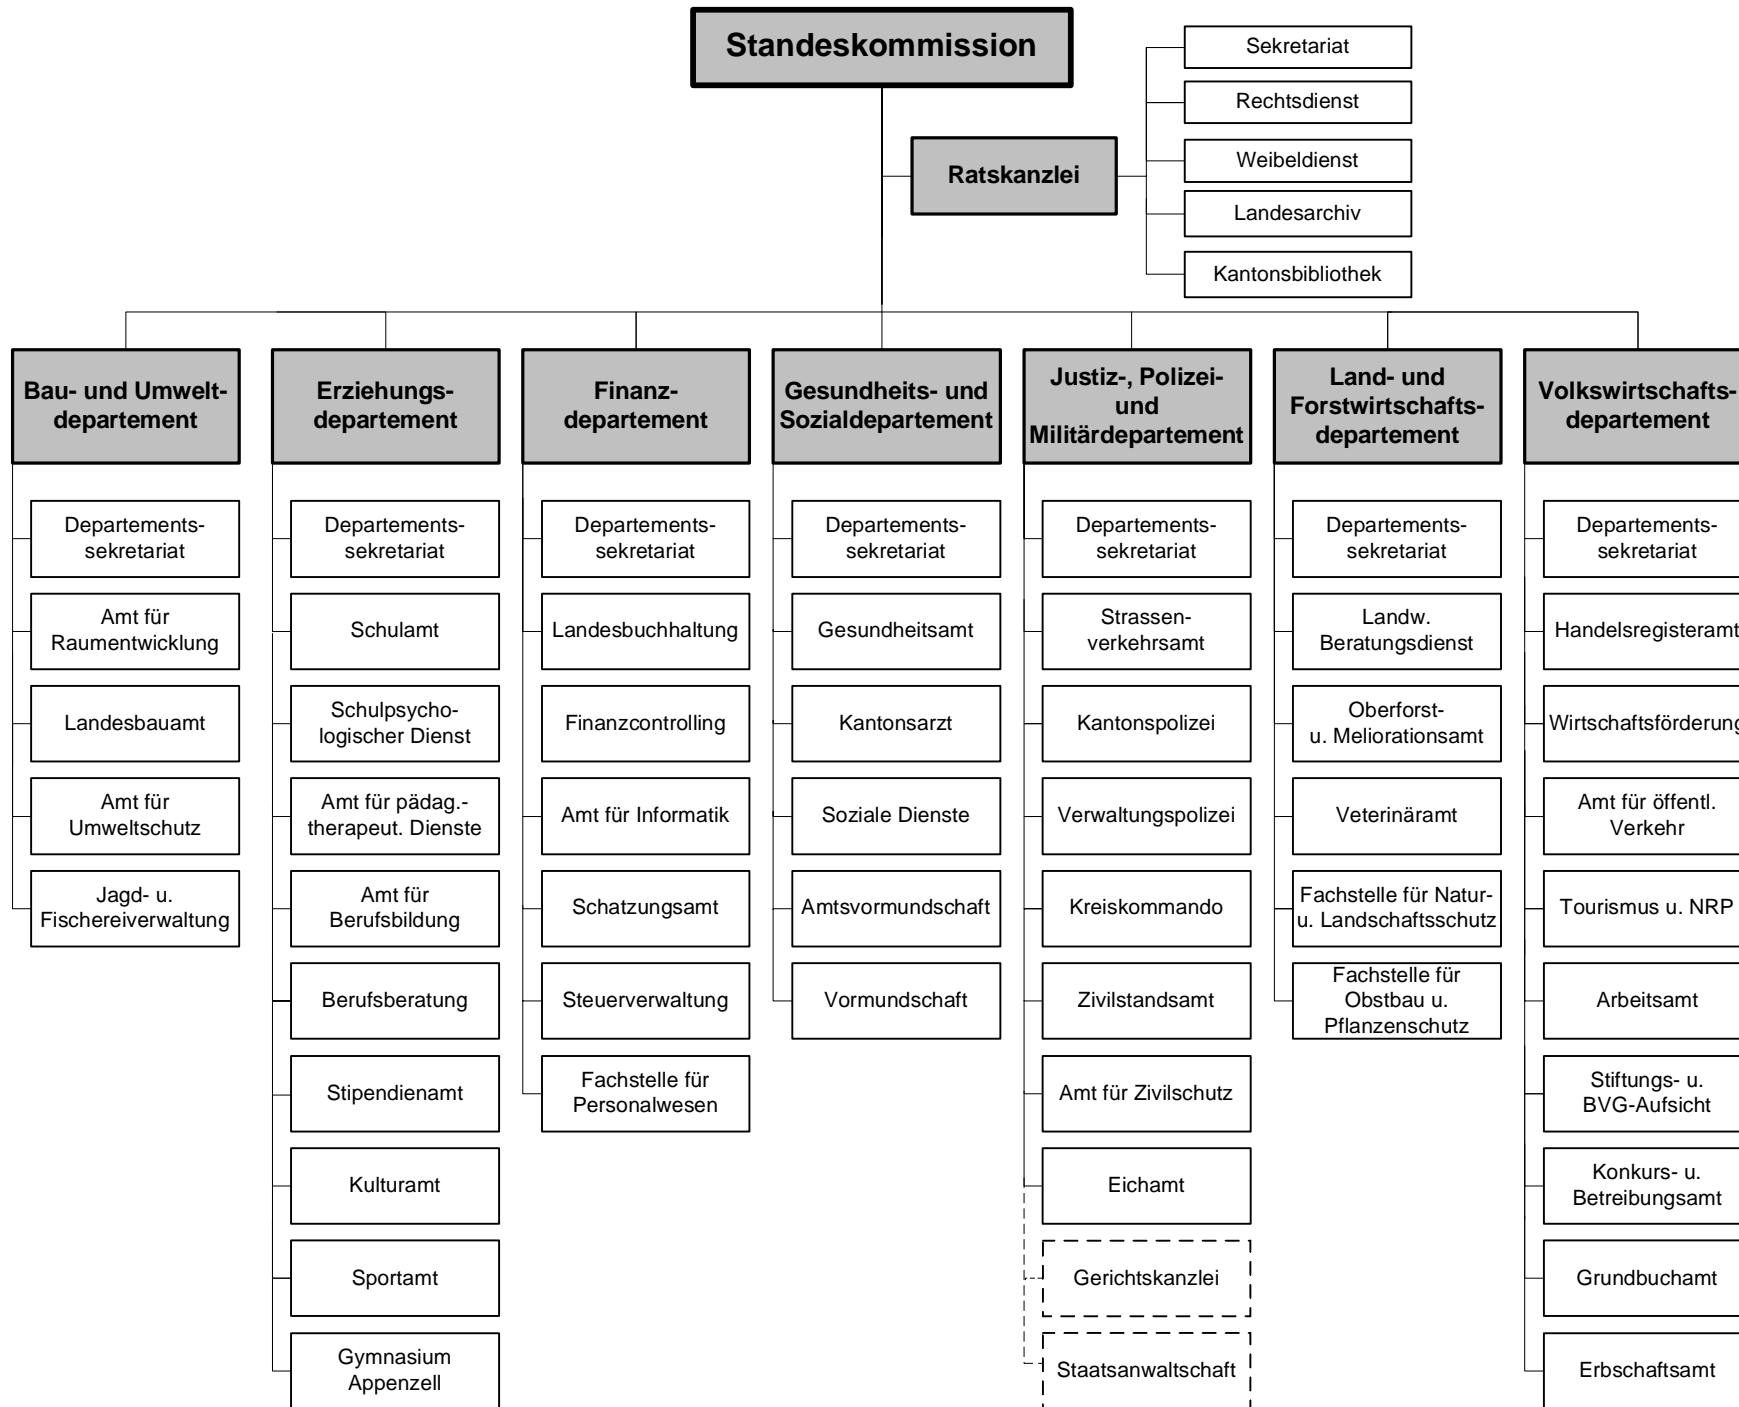 Standeskommission
Sekretariat
Rechtsdienst
Weibeldienst
Landesarchiv
Kantonsbibliothek
Ratskanzlei
Bau- und Umwelt-
departement
Departements-
sekretariat
Amt für
Raumentwicklung
Landesbauamt
Amt für
Umweltschutz
Jagd- u.
Fischereiverwaltung
Erziehungs-
departement
Departements-
sekretariat
Schulamt
Schulpsycho-
logischer Dienst
Amt für pädag.-
therapeut. Dienste
Amt für
Berufsbildung
Berufsberatung
Stipendienamt
Kulturamt
Sportamt
Gymnasium
Appenzell
Finanz-
departement
Departements-
sekretariat
Landesbuchhaltung
Finanzcontrolling
Amt für Informatik
Schatzungsamt
Steuerverwaltung
Fachstelle für
Personalwesen
Gesundheits- und
Sozialdepartement
Departements-
sekretariat
Gesundheitsamt
Kantonsarzt
Soziale Dienste
Amtsvormundschaft
Vormundschaft
Justiz-, Polizei-
und
Militärdepartement
Departements-
sekretariat
Strassen-
verkehrsamt
Kantonspolizei
Verwaltungspolizei
Kreiskommando
Zivilstandsamt
Amt für Zivilschutz
Eichamt
Gerichtskanzlei
Staatsanwaltschaft
Land- und
Forstwirtschafts-
departement
Departements-
sekretariat
Landw.
Beratungsdienst
Oberforst-
u. Meliorationsamt
Veterinäramt
Fachstelle für Natur-
u. Landschaftsschutz
Fachstelle für
Obstbau u.
Pflanzenschutz
Volkswirtschafts-
departement
Departements-
sekretariat
Handelsregisteramt
Wirtschaftsförderung
Amt für öffentl.
Verkehr
Tourismus u. NRP
Arbeitsamt
Stiftungs- u.
BVG-Aufsicht
Konkurs- u.
Betreibungsamt
Grundbuchamt
Erbschaftsamt